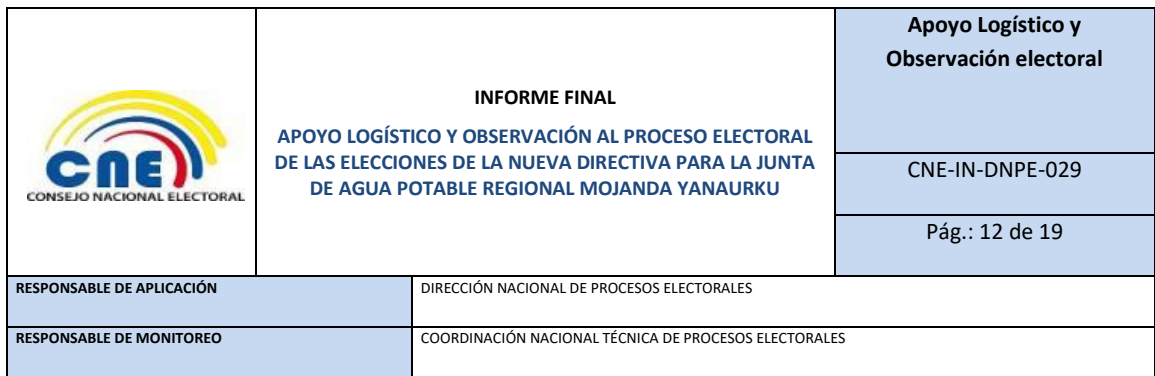 CNE
CONSEJO NACIONAL ELECTORAL
INFORME FINAL
APOYO LOGÍSTICO Y OBSERVACIÓN AL PROCESO ELECTORAL
DE LAS ELECCIONES DE LA NUEVA DIRECTIVA PARA LA JUNTA
DE AGUA POTABLE REGIONAL MOJANDA YANAURKU
Apoyo Logístico y
Observación electoral
CNE-IN-DNPE-029
Pág.: 12 de 19
RESPONSABLE DE APLICACIÓN
DIRECCIÓN NACIONAL DE PROCESOS ELECTORALES
RESPONSABLE DE MONITOREO
COORDINACIÓN NACIONAL TÉCNICA DE PROCESOS ELECTORALES